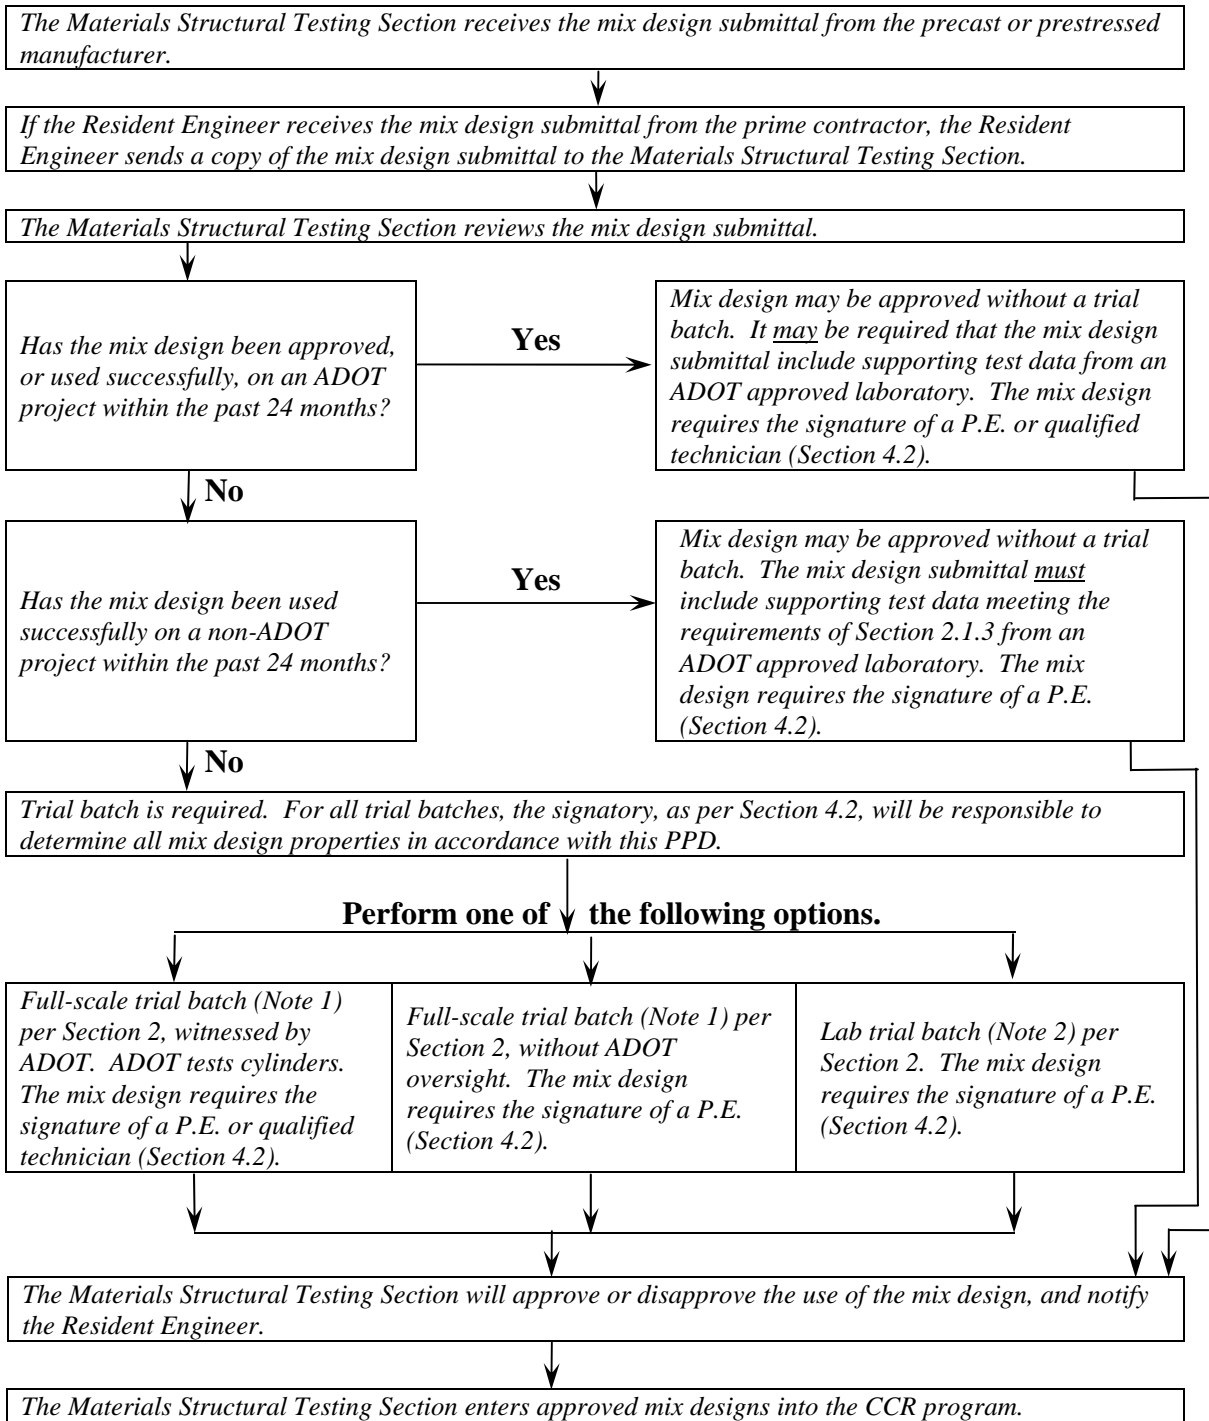 The Materials Structural Testing Section receives the mix design submittal from the precast or prestressed
manufacturer.
If the Resident Engineer receives the mix design submittal from the prime contractor, the Resident
Engineer sends a copy of the mix design submittal to the Materials Structural Testing Section.
The Materials Structural Testing Section reviews the mix design submittal.
Has the mix design been approved,
or used successfully, on an ADOT
project within the past 24 months?
Yes
Mix design may be approved without a trial
batch.  It may be required that the mix design
submittal include supporting test data from an
ADOT approved laboratory.  The mix design
requires the signature of a P.E. or qualified
technician (Section 4.2).
No
Has the mix design been used
successfully on a non-ADOT
project within the past 24 months?
Yes
Mix design may be approved without a trial
batch.  The mix design submittal must
include supporting test data meeting the
requirements of Section 2.1.3 from an
ADOT approved laboratory.  The mix
design requires the signature of a P.E.
(Section 4.2).
No
Trial batch is required.  For all trial batches, the signatory, as per Section 4.2, will be responsible to
determine all mix design properties in accordance with this PPD.
Perform one of the following options.
Full-scale trial batch (Note 1)
per Section 2, witnessed by
ADOT.  ADOT tests cylinders.
The mix design requires the
signature of a P.E. or qualified
technician (Section 4.2).
Full-scale trial batch (Note 1) per
Section 2, without ADOT
oversight.  The mix design
requires the signature of a P.E.
(Section 4.2).
Lab trial batch (Note 2) per
Section 2.  The mix design
requires the signature of a P.E.
(Section 4.2).
The Materials Structural Testing Section will approve or disapprove the use of the mix design, and notify
the Resident Engineer.
The Materials Structural Testing Section enters approved mix designs into the CCR program.